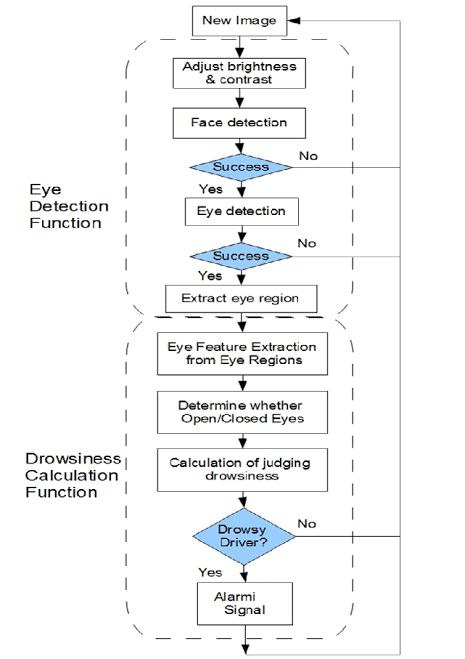 New Image
Adjust brightness
& contrast
Face detection
Success
No
Yes
Eye detection
Eye
Detection
Function
Success
No
Yes
Extract eye region
Eye Feature Extraction
from Eye Regions
Determine whether
Open/Closed Eyes
Calculation of judging
drowsiness
Drowsiness
Calculation
Function
Drowsy
Driver?
No
Yes
Alarmi
Signal